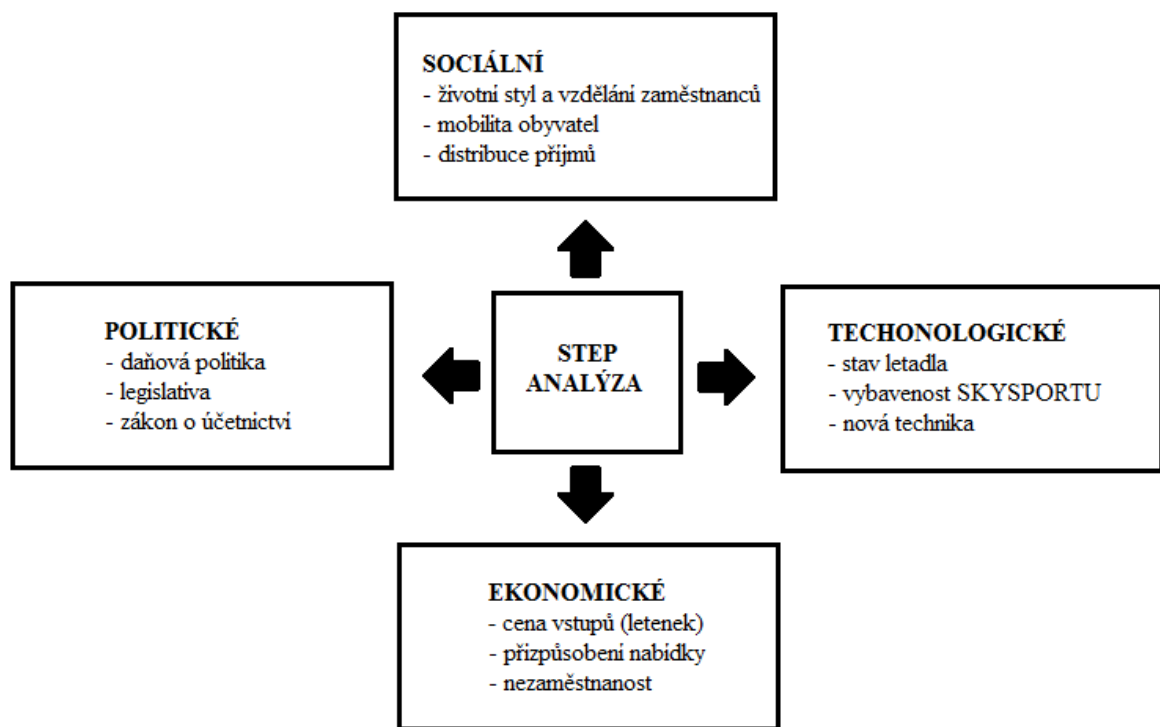 SOCIÁLNÍ
- životní styl a vzdělání zaměstnanců
- mobilita obyvatel
- distribuce příjmů
POLITICKÉ
- daňová politika
- legislativa
- zákon o účetnictví
STEP
ANALÝZA
TECHONOLOGICKÉ
- stav letadla
- vybavenost SKYSPORTU
- nová technika
EKONOMICKÉ
- cena vstupů (letenek)
- přizpůsobení nabídky
- nezaměstnanost